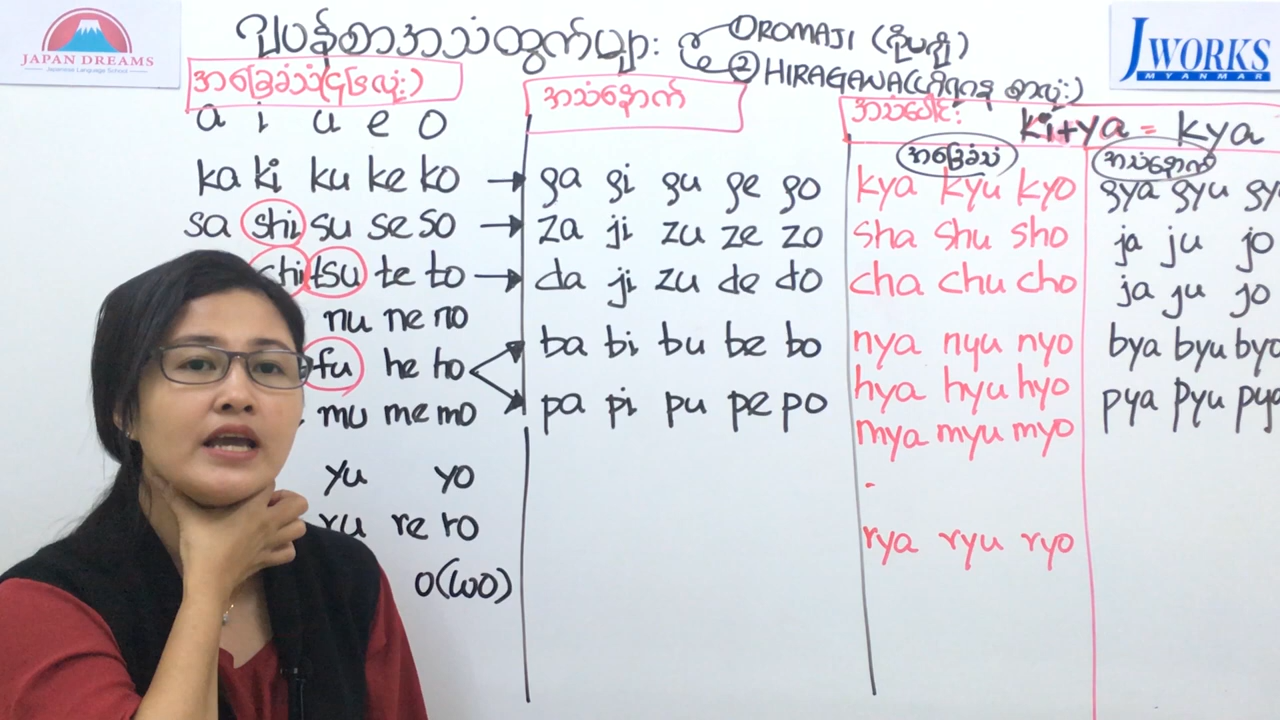 JAPAN DREAMS
Japanese Language School
ဂျပန်စာအသံထွက်များ
① ROMAJI (ရိုမဂျိ)
② HIRAGANA (ဟိရဂန စာလုံး)
J WORKS
MYANMAR
အခြေခံသံ
a i u e o
ka ki ku ke ko
sa shi su se so
chi tsu te to
nu ne no
fu he ho
mu me mo
yu yo
ru re ro
o (wo)
အသံနောက်
ga gi gu ge go
za ji zu ze zo
da ji zu de do
ba bi bu be bo
pa pi pu pe po
အသံပေါင်း
ki+ya = kya
အခြေခံသံ
kya kyu kyo
sha shu sho
cha chu cho
nya nyu nyo
hya hyu hyo
mya myu myo
rya ryu ryo
အသံနောက်
gya gyu gy
ja ju jo
ja ju jo
bya byu byo
pya pyu pyo